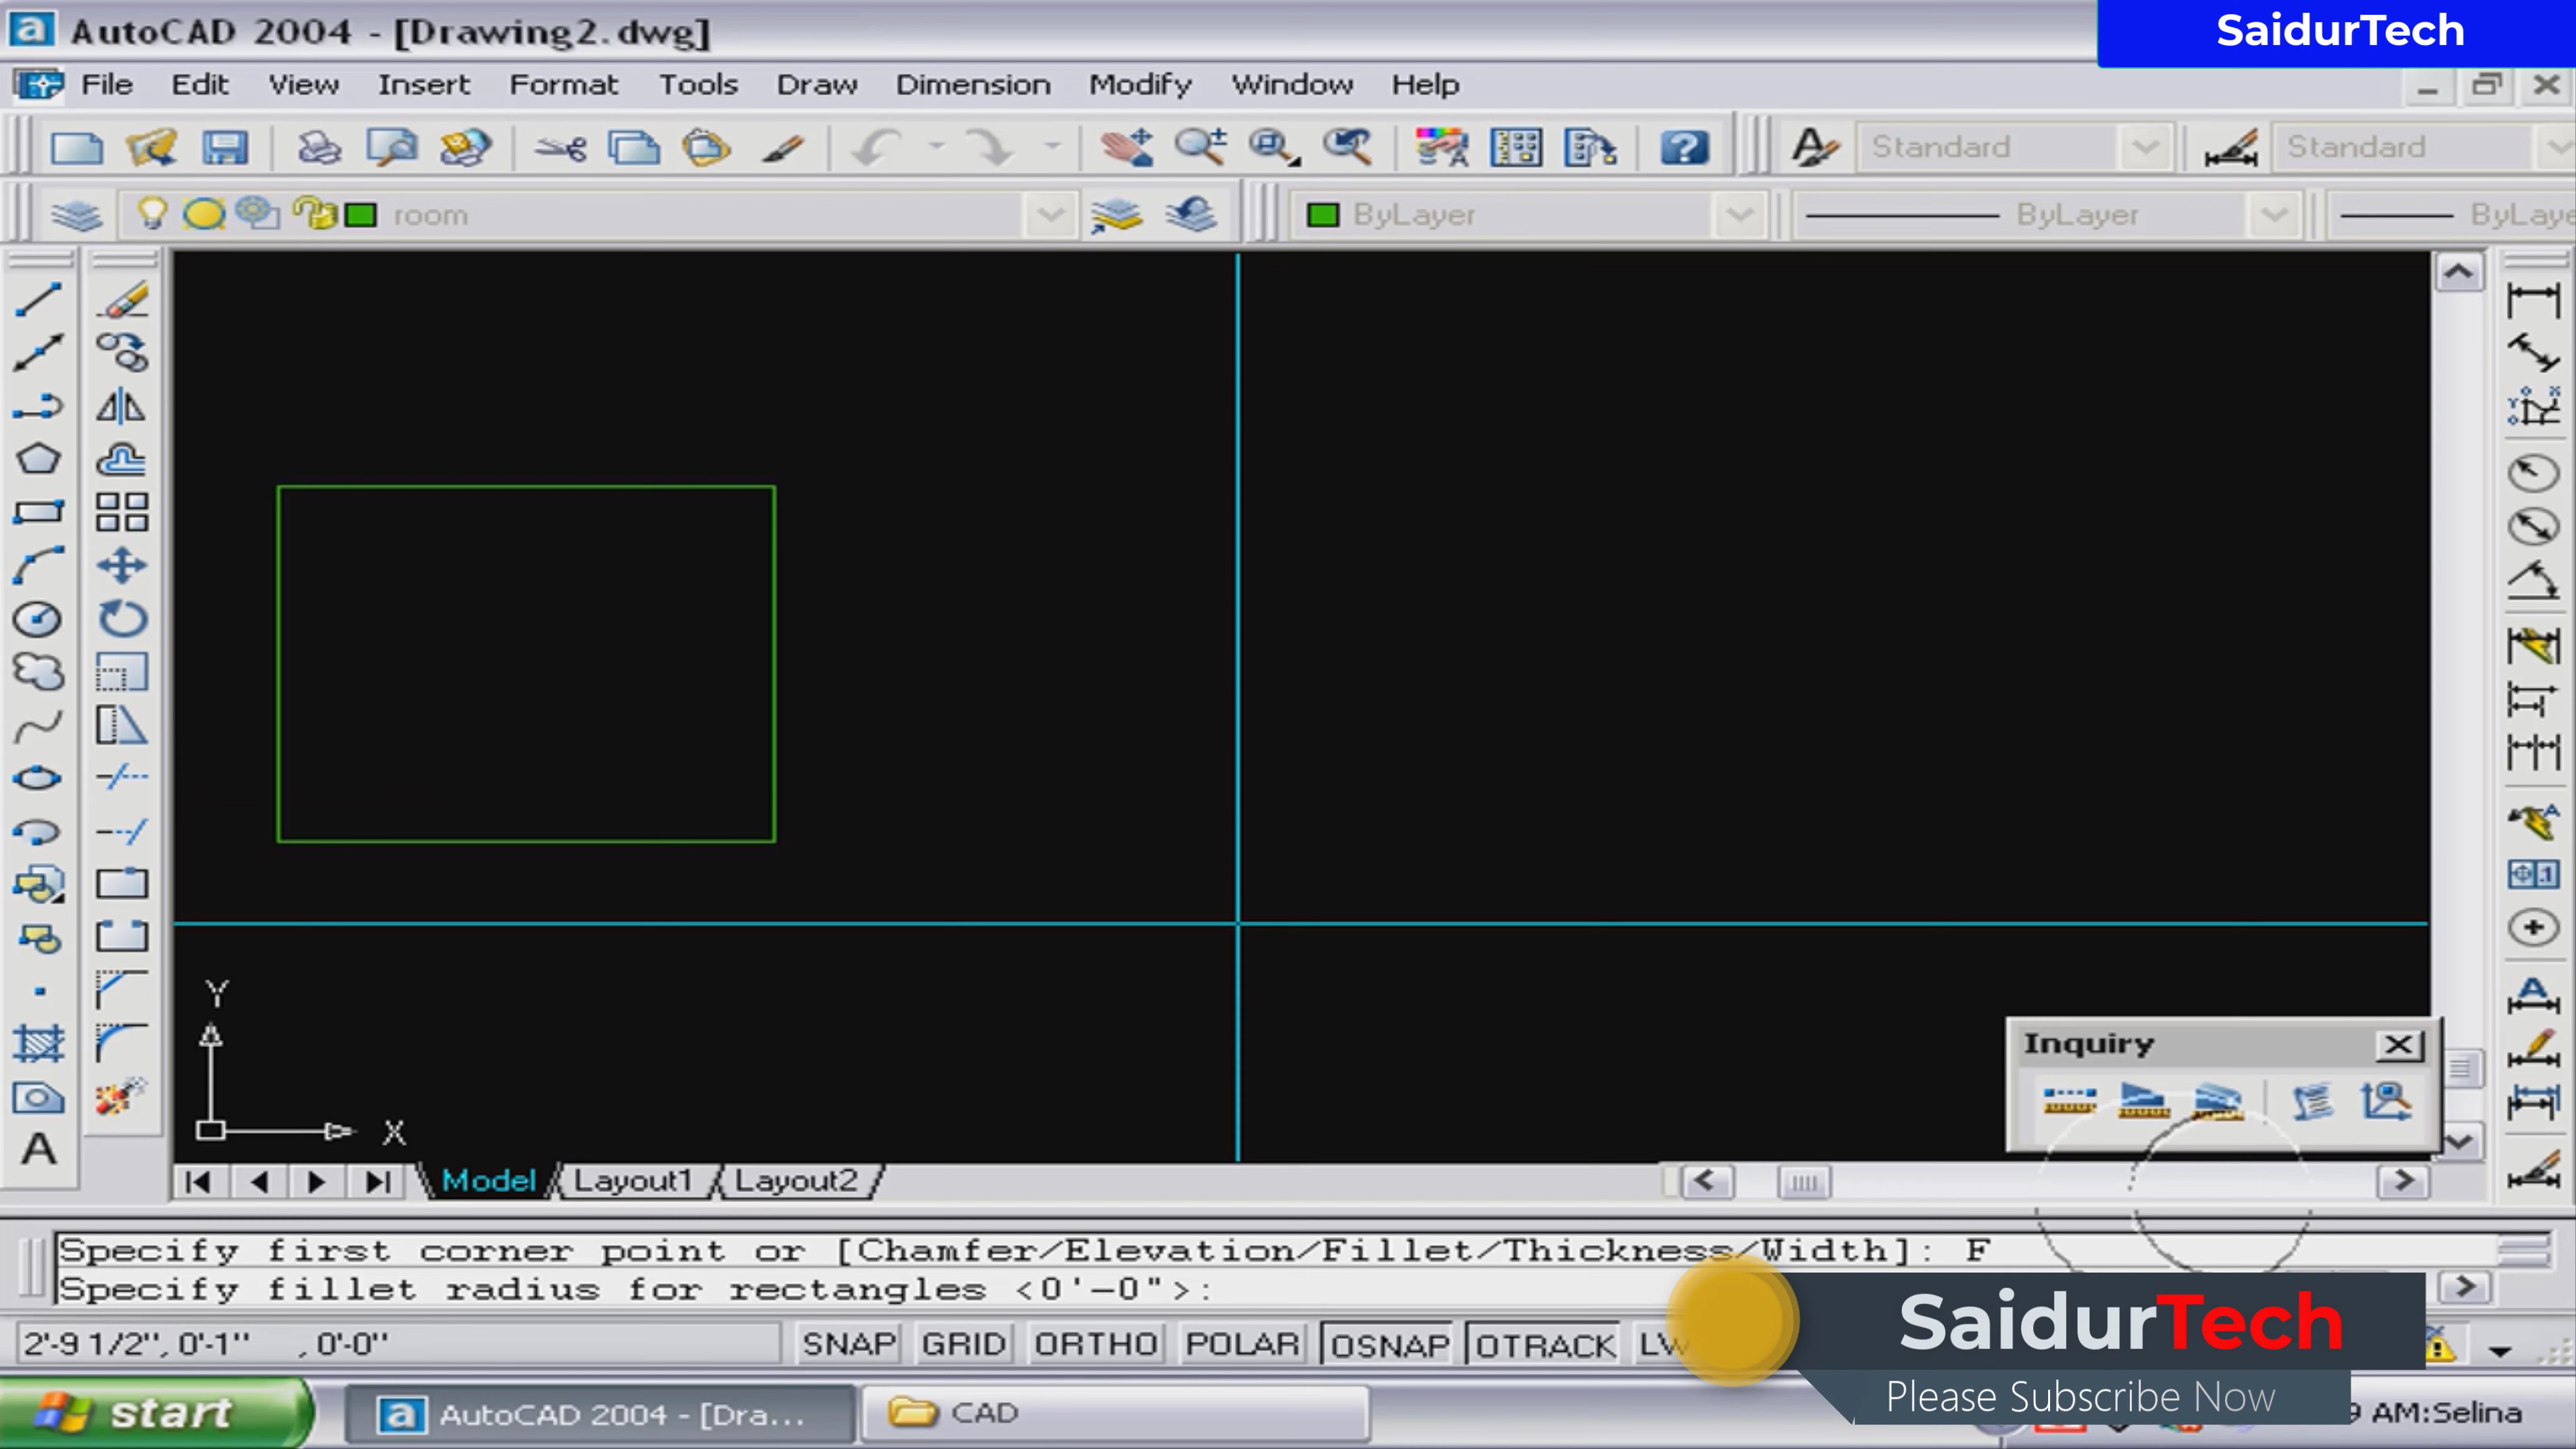 AutoCAD 2004 - [Drawing2.dwg]
SaidurTech
File Edit View Insert Format Tools Draw Dimension Modify Window Help
Standard Standard
room ByLayer ByLayer
Y
X
Inquiry
Model Layout1 Layout2
Specify first corner point or [Chamfer/Elevation/Fillet/Thickness/Width]: F
Specify fillet radius for rectangles <0'-0">:
2'-9 1/2", 0'-1" , 0'-0" SNAP GRID ORTHO POLAR OSNAP OTRACK
SaidurTech
Please Subscribe Now
start AutoCAD 2004 - [Dra... CAD AM:Selina